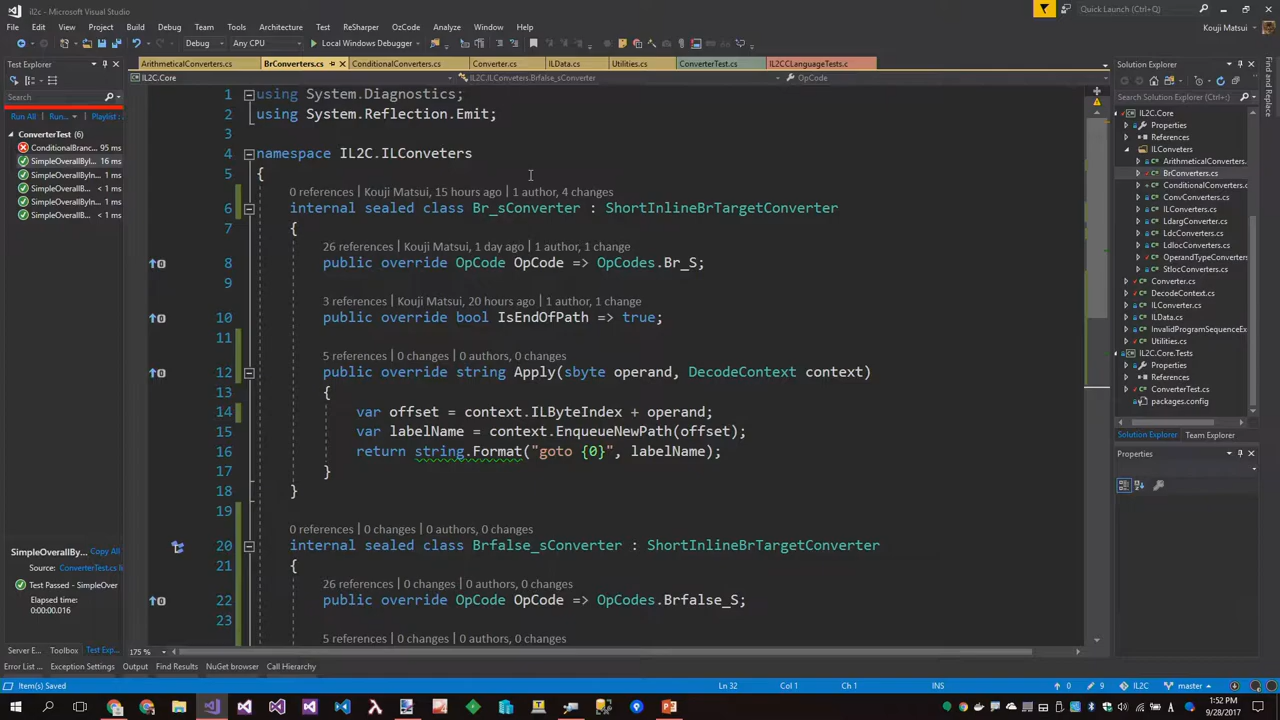 il2c - Microsoft Visual Studio
Quick Launch (Ctrl+Q)
File Edit View Project Build Debug Team Tools Test ReSharper OzCode Analyze Window Help
Kouji Matsui
Debug Any CPU Local Windows Debugger
Test Explorer
ArithmeticConverters.cs BrConverters.cs ConditionalConverters.cs Converter.cs ILData.cs Utilities.cs ConverterTest.cs IL2CCLanguageTests.c
Solution Explorer
IL2C.Core IL2C.ILConveters.Brfalse_sConverter OpCode
Search
Run All Run... Playlist :
ConverterTest (6)
ConditionalBranc... 95 ms
SimpleOverallByI... 16 ms
SimpleOverallB... < 1 ms
SimpleOverallB... < 1 ms
SimpleOverallByIn... < 1 ms
SimpleOverallB... < 1 ms
1 using System.Diagnostics;
2 using System.Reflection.Emit;
3
4 namespace IL2C.ILConveters
5 {
0 references | Kouji Matsui, 15 hours ago | 1 author, 4 changes
6 internal sealed class Br_sConverter : ShortInlineBrTargetConverter
7 {
26 references | Kouji Matsui, 1 day ago | 1 author, 1 change
8 public override OpCode OpCode => OpCodes.Br_S;
9
3 references | Kouji Matsui, 20 hours ago | 1 author, 1 change
10 public override bool IsEndOfPath => true;
11
5 references | 0 changes | 0 authors, 0 changes
12 public override string Apply(sbyte operand, DecodeContext context)
13 {
14 var offset = context.ILByteIndex + operand;
15 var labelName = context.EnqueueNewPath(offset);
16 return string.Format("goto {0}", labelName);
17 }
18 }
19
0 references | 0 changes | 0 authors, 0 changes
20 internal sealed class Brfalse_sConverter : ShortInlineBrTargetConverter
21 {
26 references | 0 changes | 0 authors, 0 changes
22 public override OpCode OpCode => OpCodes.Brfalse_S;
23
5 references | 0 changes | 0 authors, 0 changes
Search Solution Explorer (Ctrl+;)
IL2C.Core
Properties
References
ILConveters
ArithmeticConverters.
BrConverters.cs
ConditionalConverters
ConvConverters.cs
ILConverters.cs
LdargConverter.cs
LdcConverters.cs
LdlocConverters.cs
OperandTypeConverters
StlocConverters.cs
Converter.cs
DecodeContext.cs
ILConverter.cs
ILData.cs
InvalidProgramSequenceEx
Utilities.cs
IL2C.Core.Tests
Properties
References
ConverterTest.cs
packages.config
Solution Explorer Team Explorer
Properties
Find and Replace
SimpleOverallBy... Copy All
Source: ConverterTest.cs li
Test Passed - SimpleOver
Elapsed time:
0:00:00.016
Server E... Toolbox Test Exp...
175 %
Error List Exception Settings Output Find Results NuGet browser Call Hierarchy
Item(s) Saved Ln 32 Col 1 Ch 1 INS 0 9 IL2C master
1:52 PM
9/28/2017